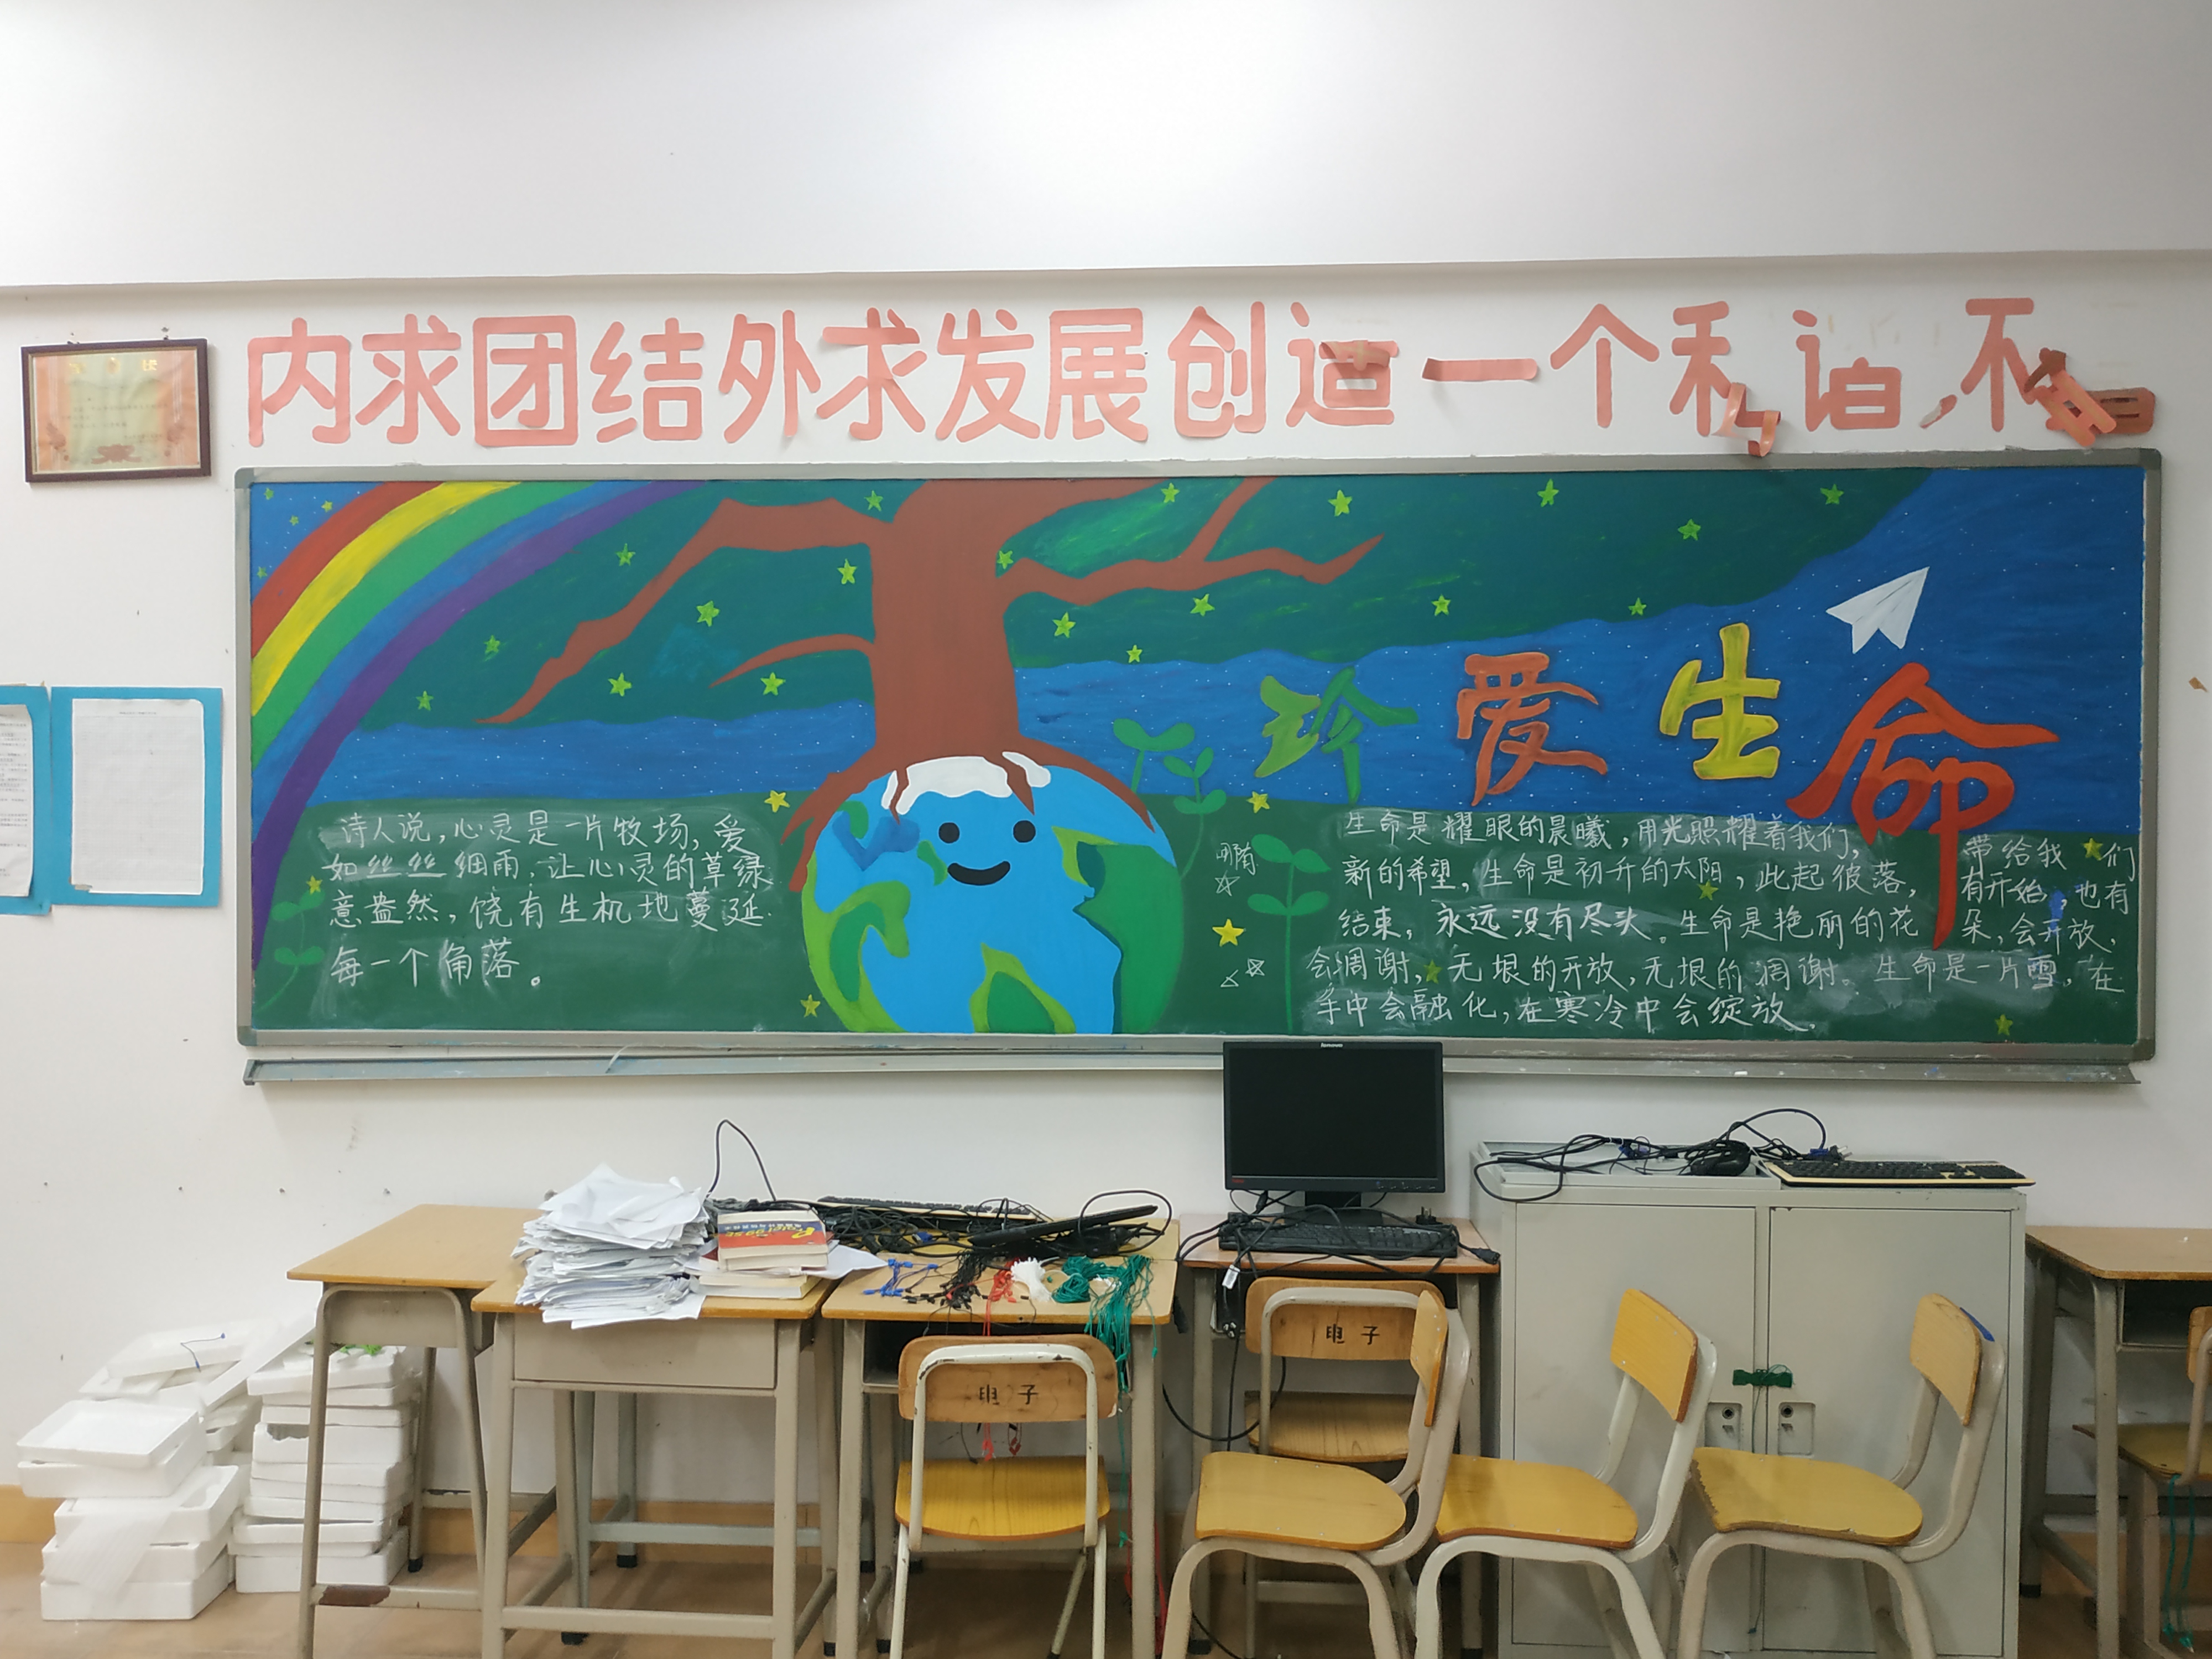 内求团结外求发展创造一个和谐,不
珍爱生命
诗人说,心灵是一片牧场,爱
如丝丝细雨,让心灵的草绿
意盎然,饶有生机地蔓延
每一个角落。
生命是耀眼的晨曦,用光照耀着我们,带给我们
新的希望,生命是初升的太阳,此起彼落,有开始,也有
结束,永远没有尽头。生命是艳丽的花朵,会开放,
会凋谢,无垠的开放,无垠的凋谢。生命是一片雪,在
手中会融化,在寒冷中会绽放.
lenovo
电子
电子